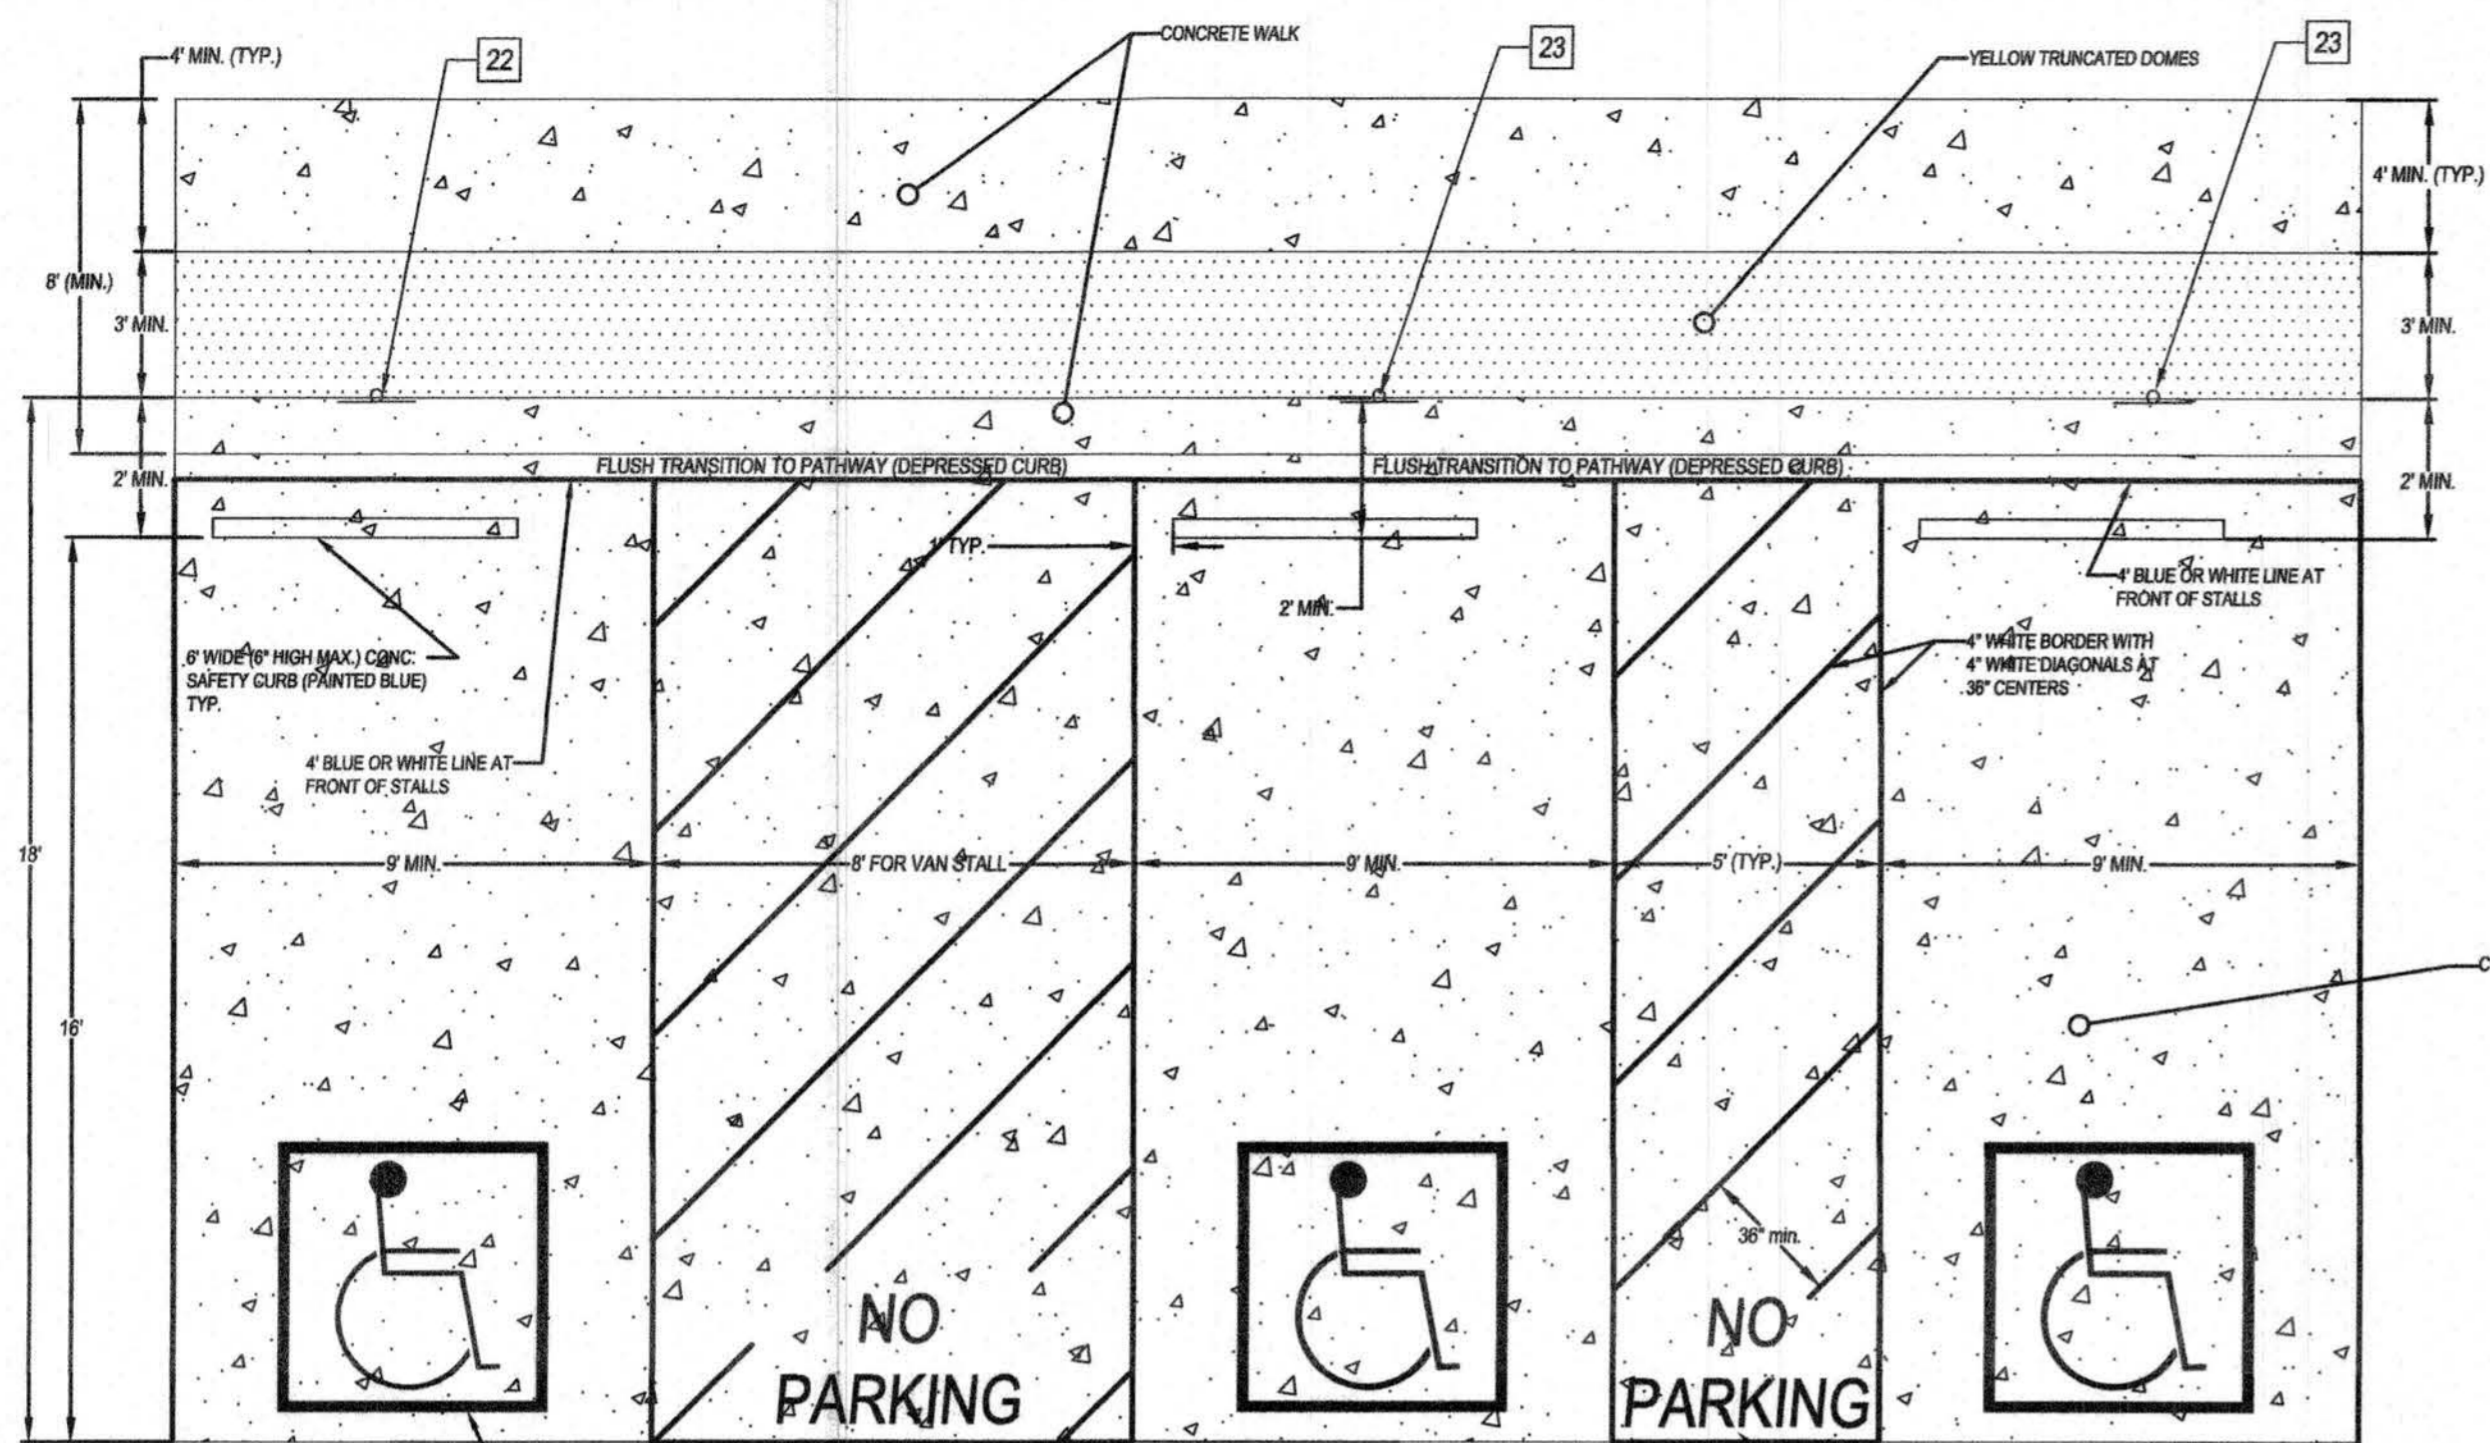 4' MIN. (TYP.)
22
CONCRETE WALK
23
YELLOW TRUNCATED DOMES
23
4' MIN. (TYP.)
8' (MIN.)
3' MIN.
3' MIN.
2' MIN.
FLUSH TRANSITION TO PATHWAY (DEPRESSED CURB)
FLUSH TRANSITION TO PATHWAY (DEPRESSED CURB)
2' MIN.
1' TYP.
2' MIN.
4' BLUE OR WHITE LINE AT
FRONT OF STALLS
6' WIDE (6" HIGH MAX.) CONC.
SAFETY CURB (PAINTED BLUE)
TYP.
4" WHITE BORDER WITH
4" WHITE DIAGONALS AT
36" CENTERS
4' BLUE OR WHITE LINE AT
FRONT OF STALLS
18'
9' MIN.
8' FOR VAN STALL
9' MIN.
5' (TYP.)
9' MIN.
C
16'
36" min.
NO
PARKING
NO
PARKING